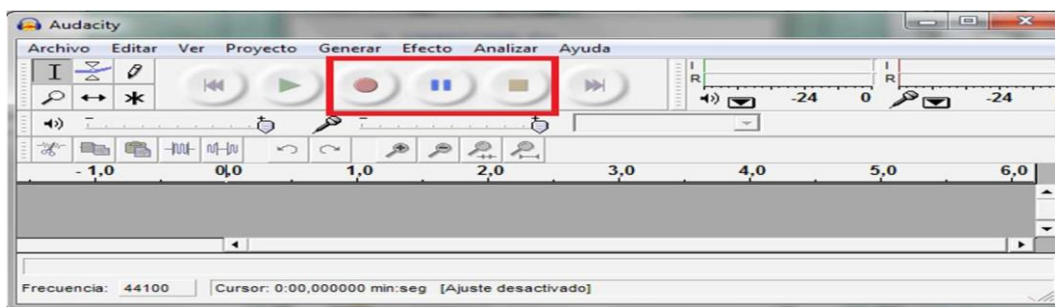 Audacity
Archivo Editar Ver Proyecto Generar Efecto Analizar Ayuda
I
R
I
R
-24 0
-24
- 1,0 0,0 1,0 2,0 3,0 4,0 5,0 6,0
Frecuencia: 44100 Cursor: 0:00,000000 min:seg [Ajuste desactivado]